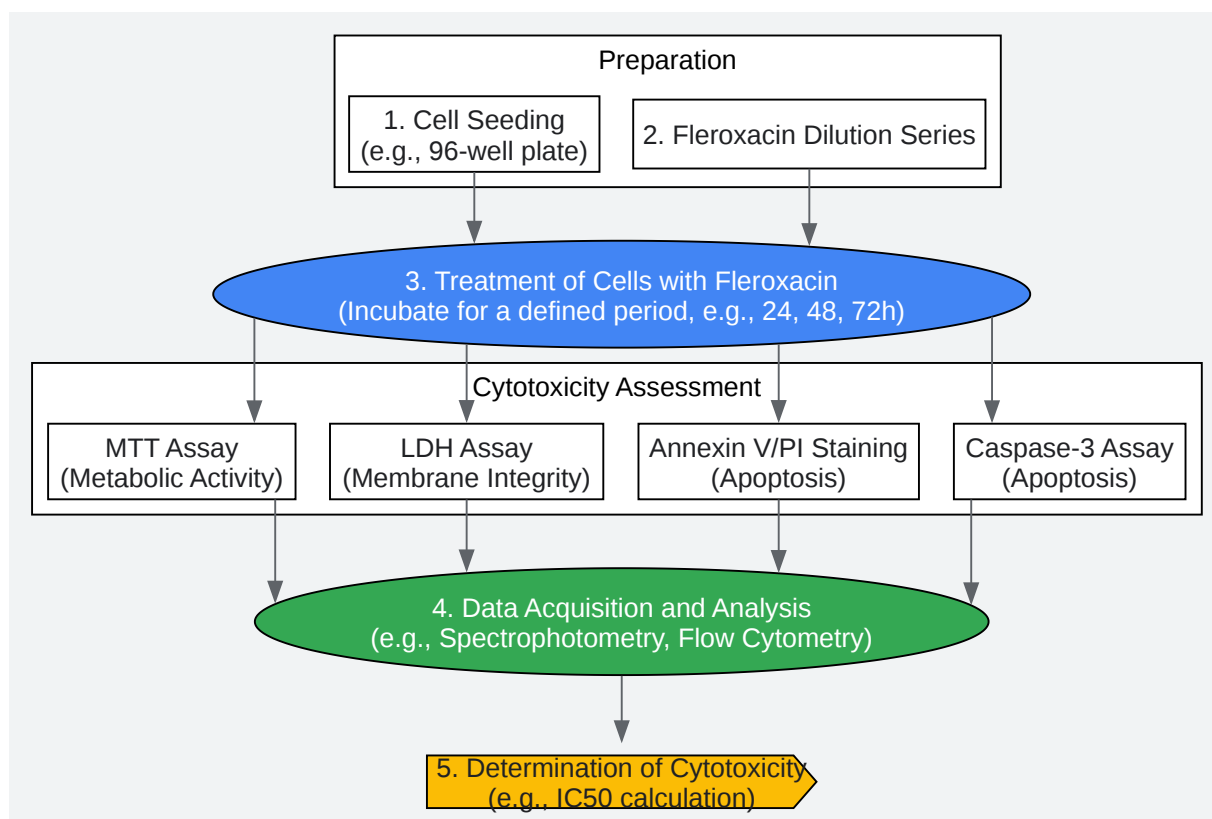 Preparation
1. Cell Seeding
(e.g., 96-well plate)
2. Fleroxacin Dilution Series
3. Treatment of Cells with Fleroxacin
(Incubate for a defined period, e.g., 24, 48, 72h)
Cytotoxicity Assessment
MTT Assay
(Metabolic Activity)
LDH Assay
(Membrane Integrity)
Annexin V/PI Staining
(Apoptosis)
Caspase-3 Assay
(Apoptosis)
4. Data Acquisition and Analysis
(e.g., Spectrophotometry, Flow Cytometry)
5. Determination of Cytotoxicity
(e.g., IC50 calculation)